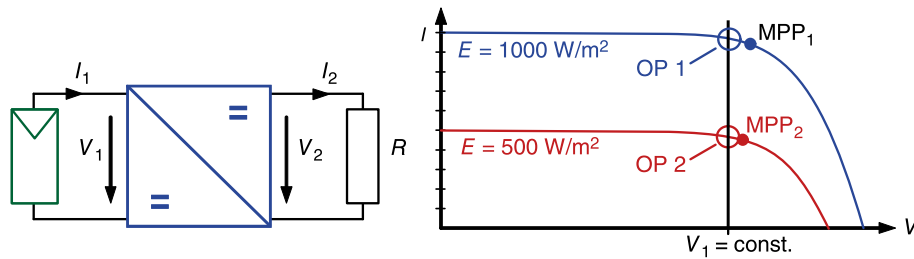 I₁
I₂
V₁
=
=
V₂
R
I
E = 1000 W/m²
MPP₁
OP 1
E = 500 W/m²
MPP₂
OP 2
V
V₁ = const.